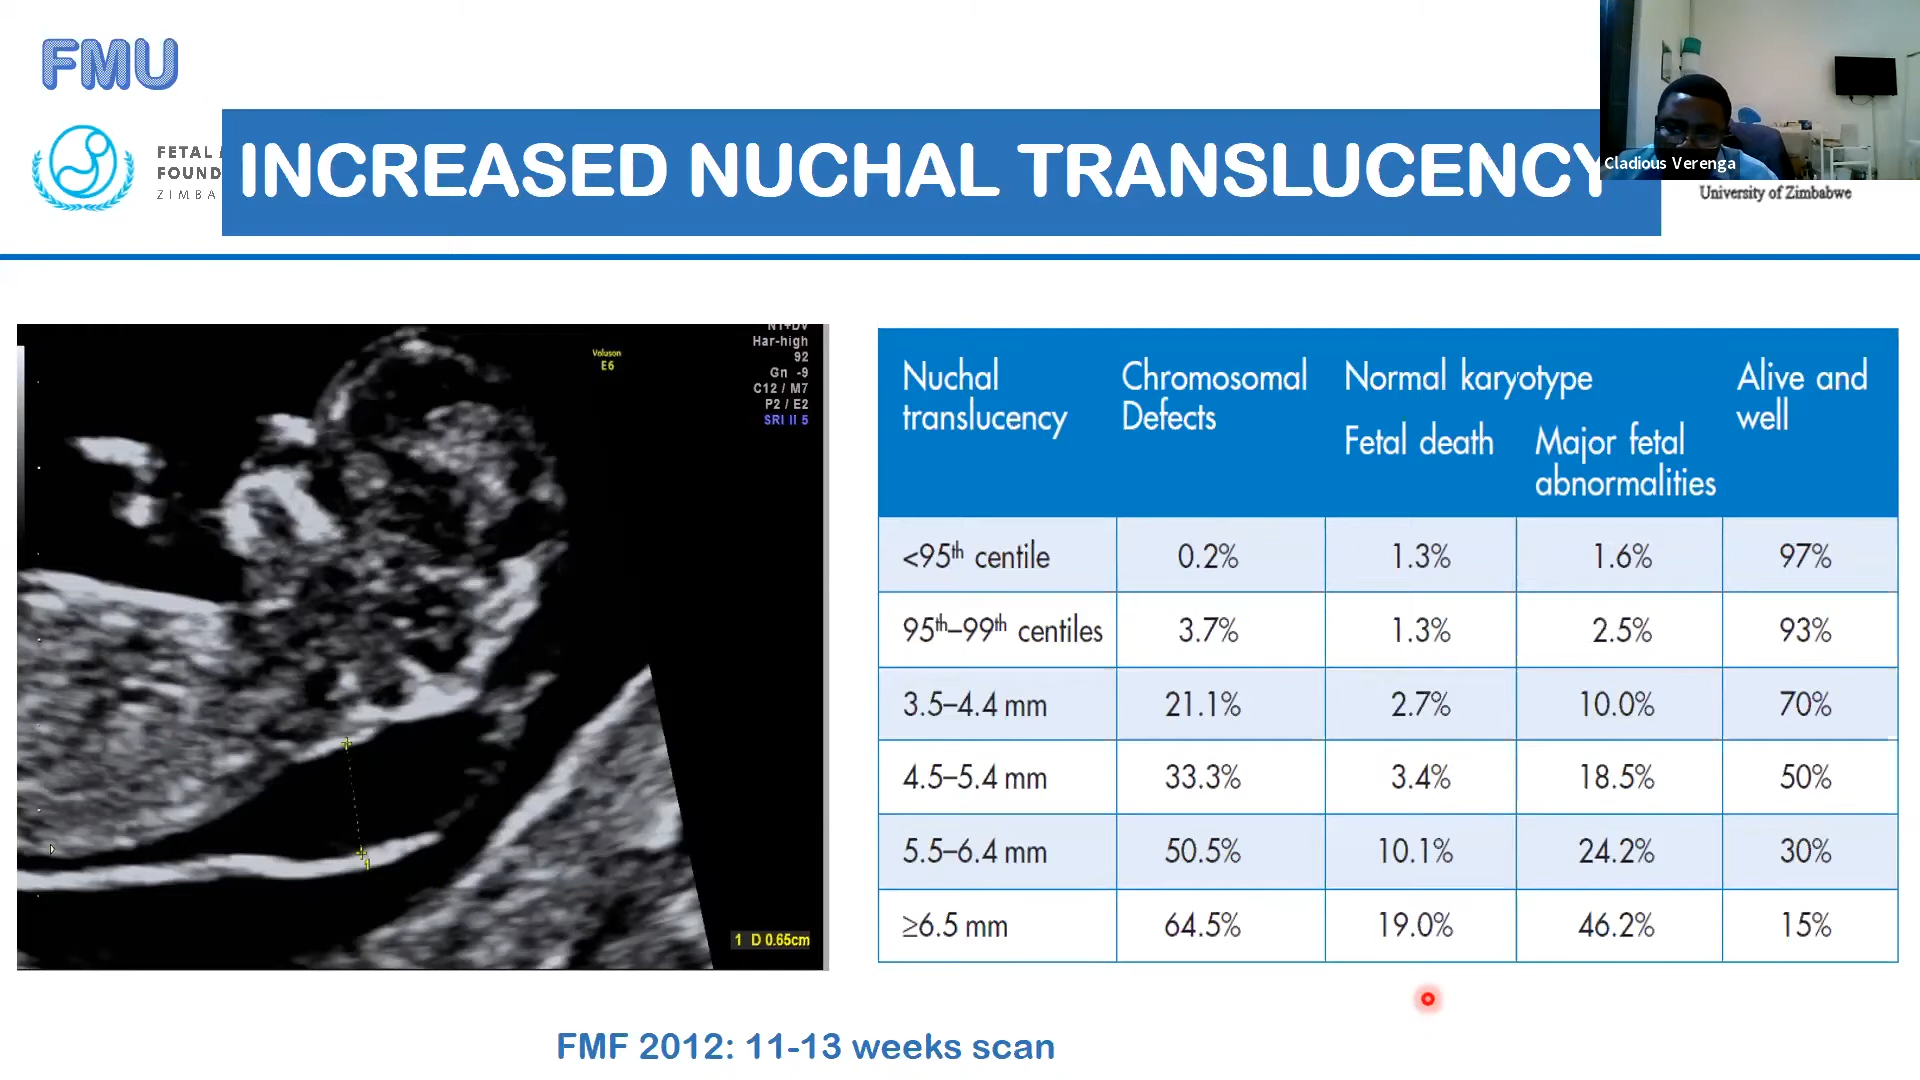 FMU
FETAL
FOUND
ZIMBA
INCREASED NUCHAL TRANSLUCENCY
Cladious Verenga
University of Zimbabwe
Har-high
92
Gn -9
C12 / M7
P2 / E2
SRI II 5
Voluson
E6
1 D 0.65cm
1
Nuchal translucency Chromosomal Defects Normal karyotype Alive and well
Fetal death Major fetal abnormalities
<95th centile 0.2% 1.3% 1.6% 97%
95th–99th centiles 3.7% 1.3% 2.5% 93%
3.5–4.4 mm 21.1% 2.7% 10.0% 70%
4.5–5.4 mm 33.3% 3.4% 18.5% 50%
5.5–6.4 mm 50.5% 10.1% 24.2% 30%
≥6.5 mm 64.5% 19.0% 46.2% 15%
FMF 2012: 11-13 weeks scan